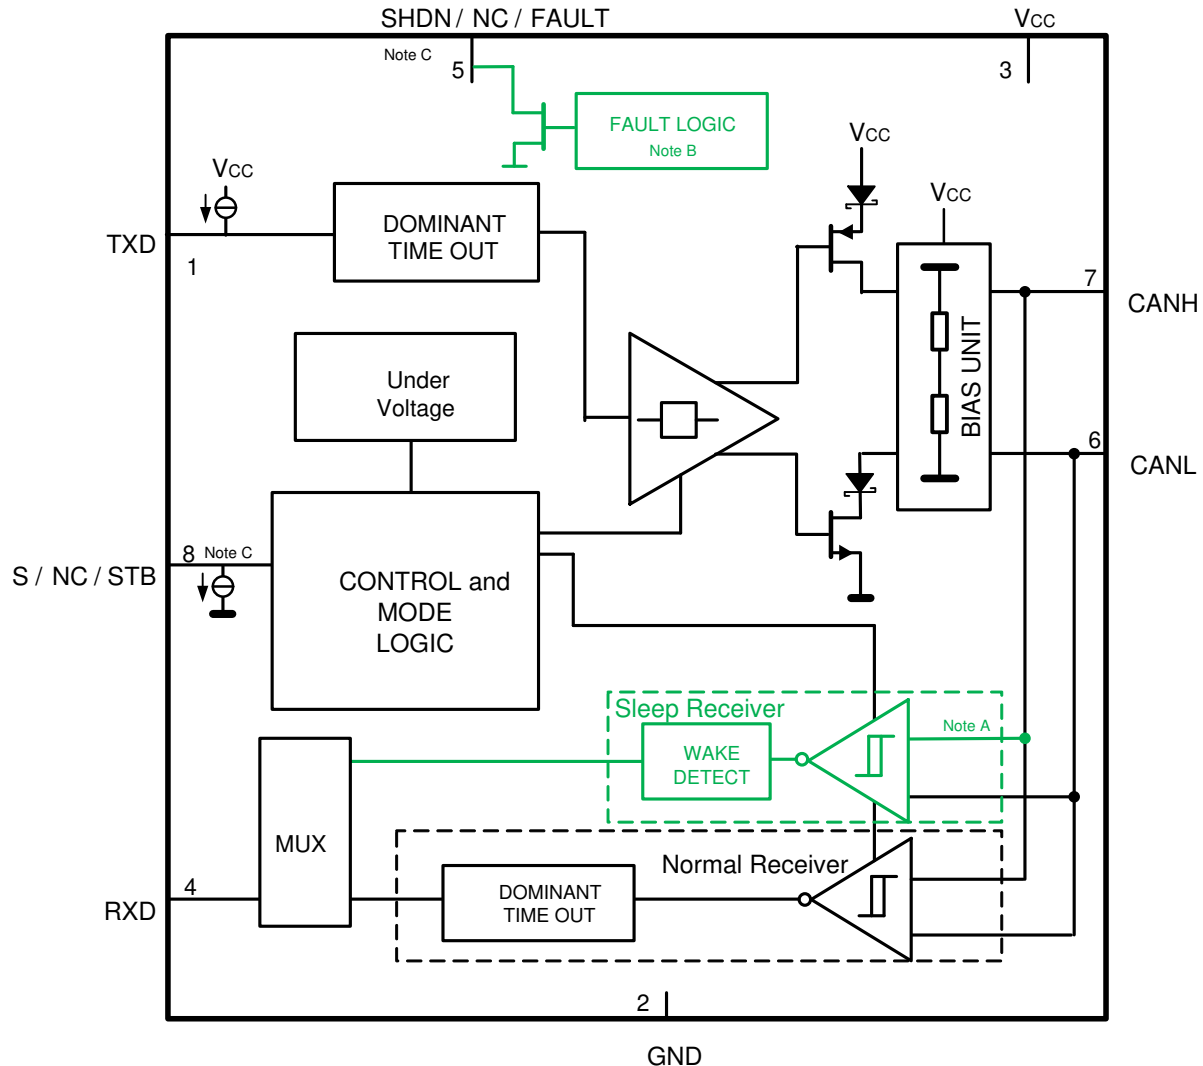 SHDN / NC / FAULT
VCC
Note C
5
3
FAULT LOGIC
Note B
VCC
VCC
VCC
DOMINANT
TIME OUT
TXD
1
7
CANH
BIAS UNIT
Under
Voltage
6
CANL
8
Note C
S / NC / STB
CONTROL and
MODE
LOGIC
Sleep Receiver
Note A
WAKE
DETECT
MUX
Normal Receiver
4
DOMINANT
TIME OUT
RXD
2
GND